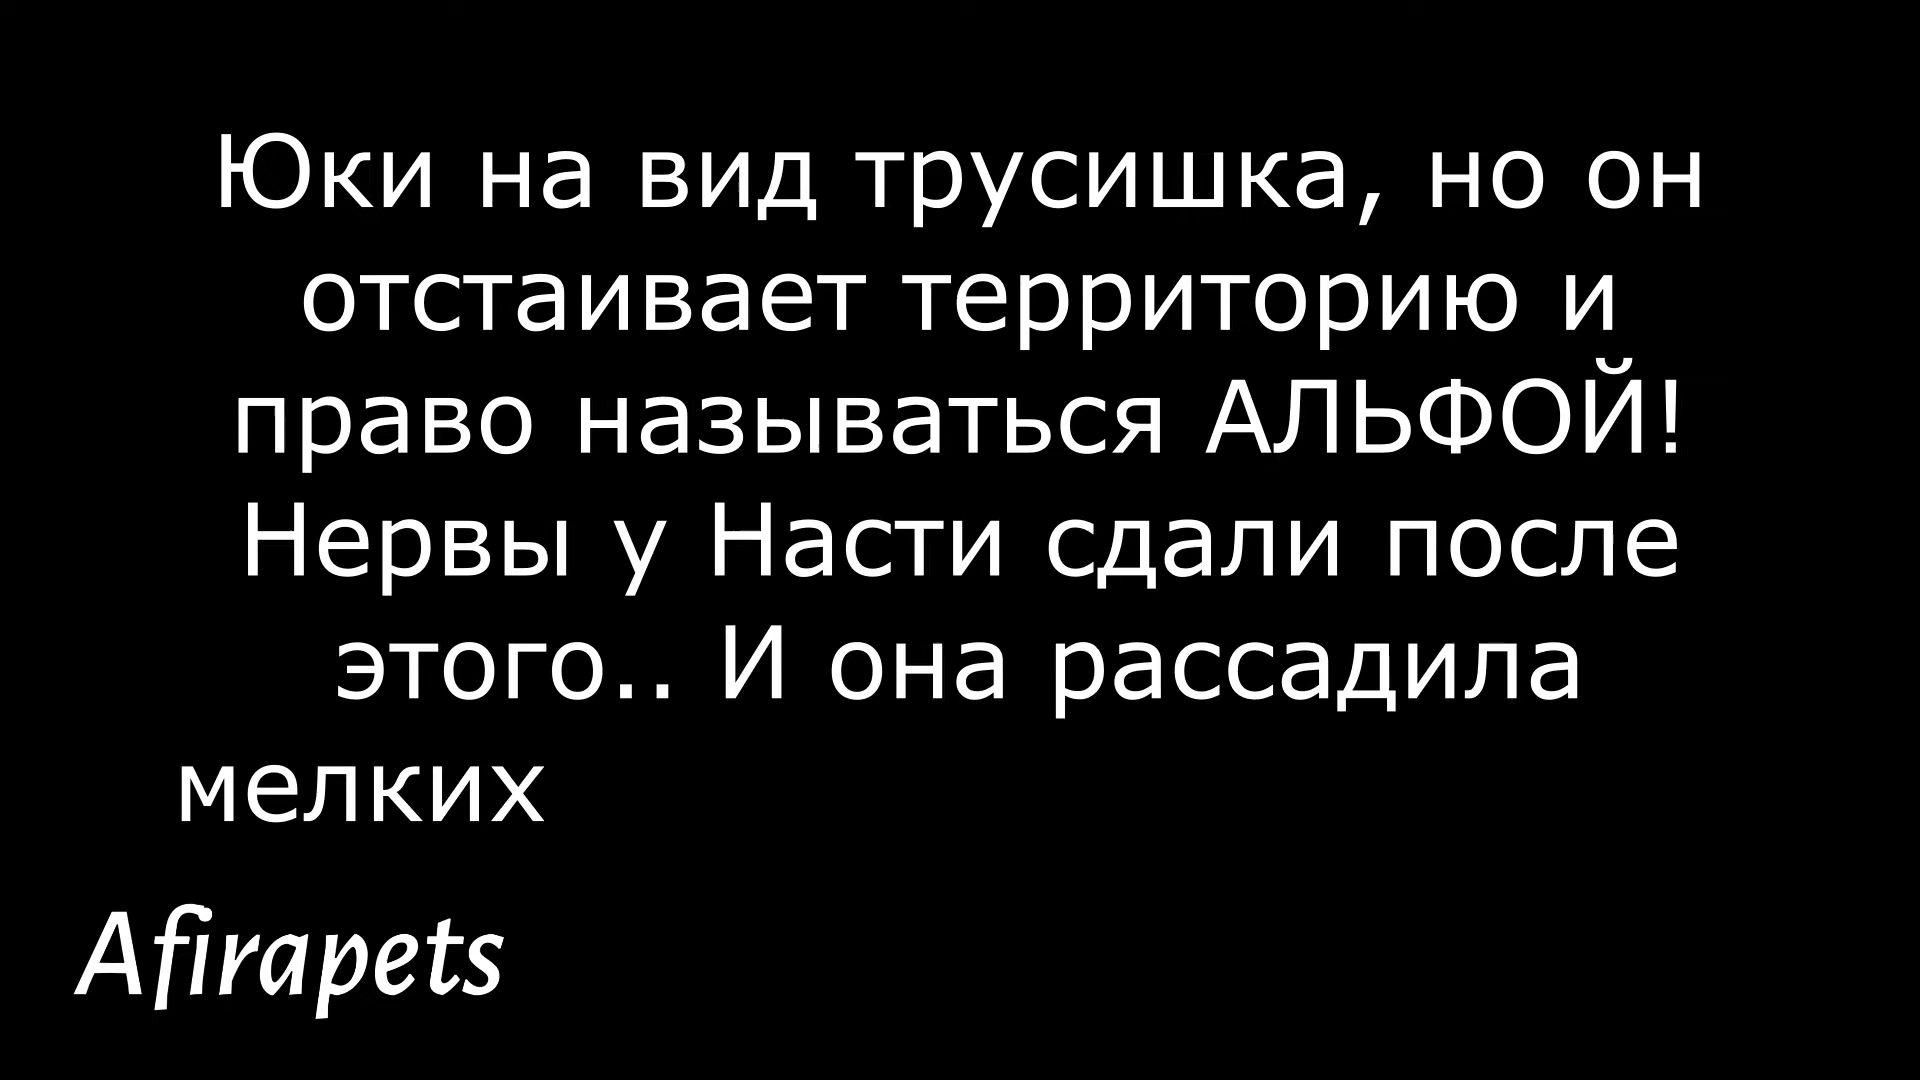 Юки на вид трусишка, но он
отстаивает территорию и
право называться АЛЬФОЙ!
Нервы у Насти сдали после
этого.. И она рассадила
мелких
Afirapets